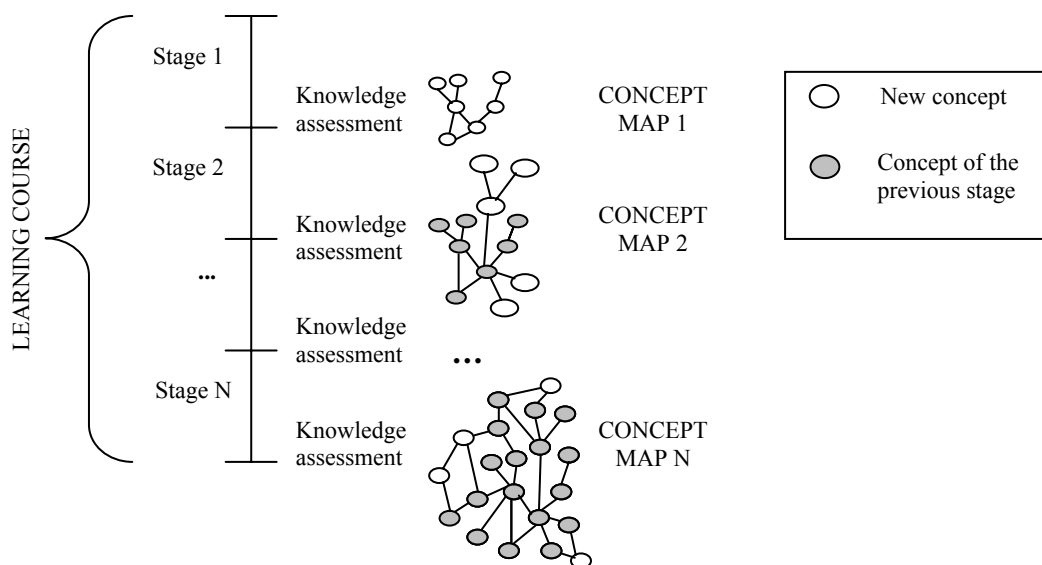 LEARNING COURSE
Stage 1
Knowledge
assessment
CONCEPT
MAP 1
Stage 2
Knowledge
assessment
CONCEPT
MAP 2
...
Knowledge
assessment
...
Stage N
Knowledge
assessment
CONCEPT
MAP N
New concept
Concept of the
previous stage